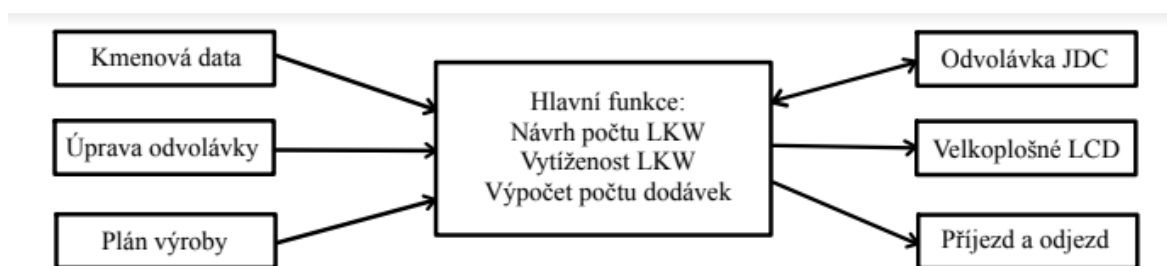 Kmenová data
Úprava odvolávky
Plán výroby
Hlavní funkce:
Návrh počtu LKW
Vytíženost LKW
Výpočet počtu dodávek
Odvolávka JDC
Velkoplošné LCD
Příjezd a odjezd